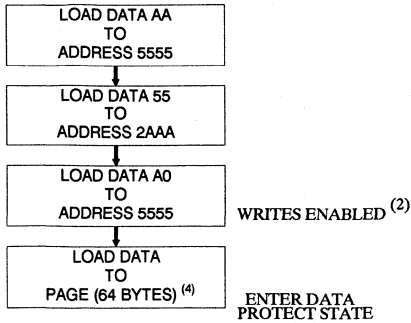 LOAD DATA AA
TO
ADDRESS 5555
LOAD DATA 55
TO
ADDRESS 2AAA
LOAD DATA A0
TO
ADDRESS 5555
WRITES ENABLED (2)
LOAD DATA
TO
PAGE (64 BYTES) (4)
ENTER DATA
PROTECT STATE